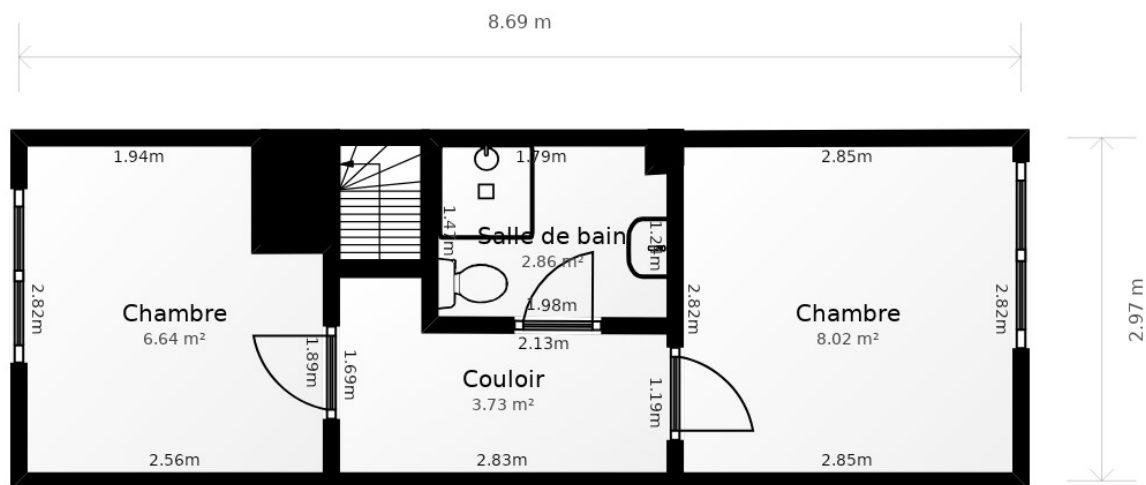 8.69 m
1.94m
1.79m
2.85m
1.47m
Salle de bain
2.86 m²
1.24m
2.97 m
2.82m
Chambre
6.64 m²
1.98m
2.82m
Chambre
8.02 m²
2.82m
1.89m
1.69m
2.13m
Couloir
3.73 m²
1.19m
2.56m
2.83m
2.85m